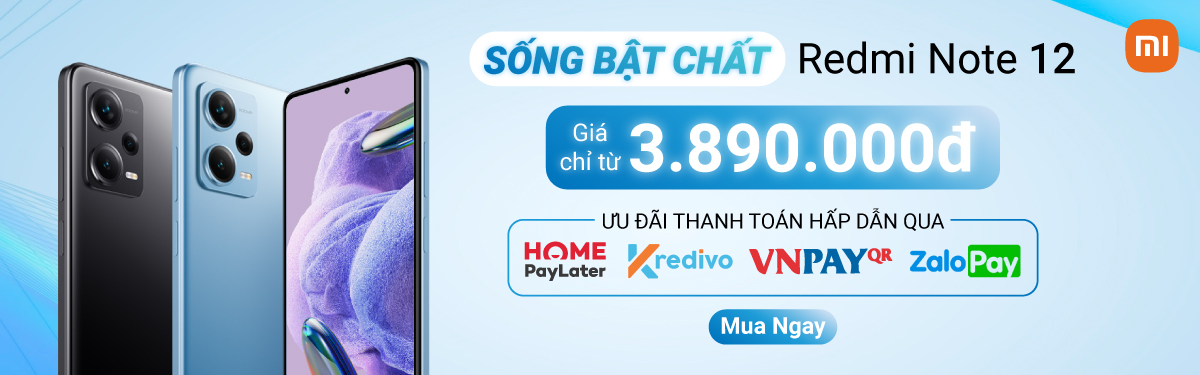 SỐNG BẬT CHẤT Redmi Note 12
mi
Giá
chỉ từ 3.890.000đ
ƯU ĐÃI THANH TOÁN HẤP DẪN QUA
HOME
PayLater
Kredivo
VNPAYQR
ZaloPay
Mua Ngay